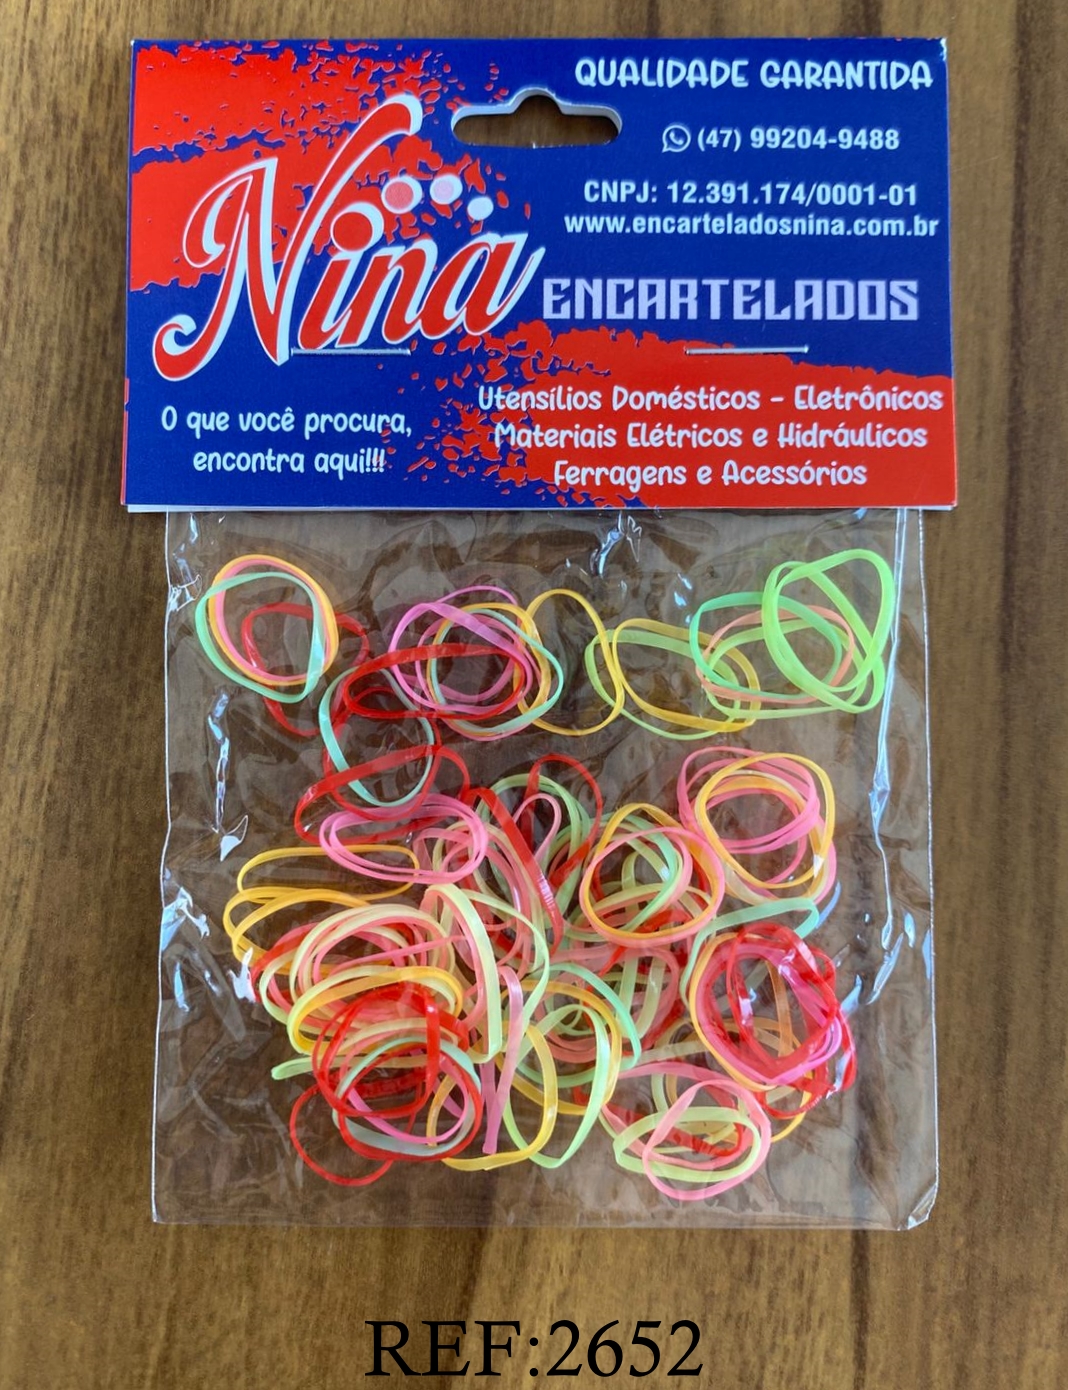 QUALIDADE GARANTIDA
(47) 99204-9488
CNPJ: 12.391.174/0001-01
www.encarteladosnina.com.br
Nina
ENCARTELADOS
O que você procura,
encontra aqui!!!
Utensílios Domésticos - Eletrônicos
Materiais Elétricos e Hidráulicos
Ferragens e Acessórios
REF:2652